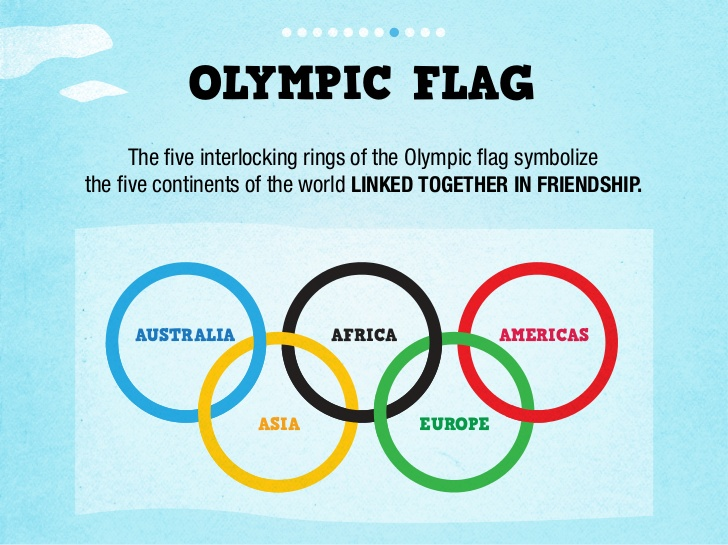 OLYMPIC FLAG
The five interlocking rings of the Olympic flag symbolize
the five continents of the world LINKED TOGETHER IN FRIENDSHIP.
AUSTRALIA
AFRICA
AMERICAS
ASIA
EUROPE